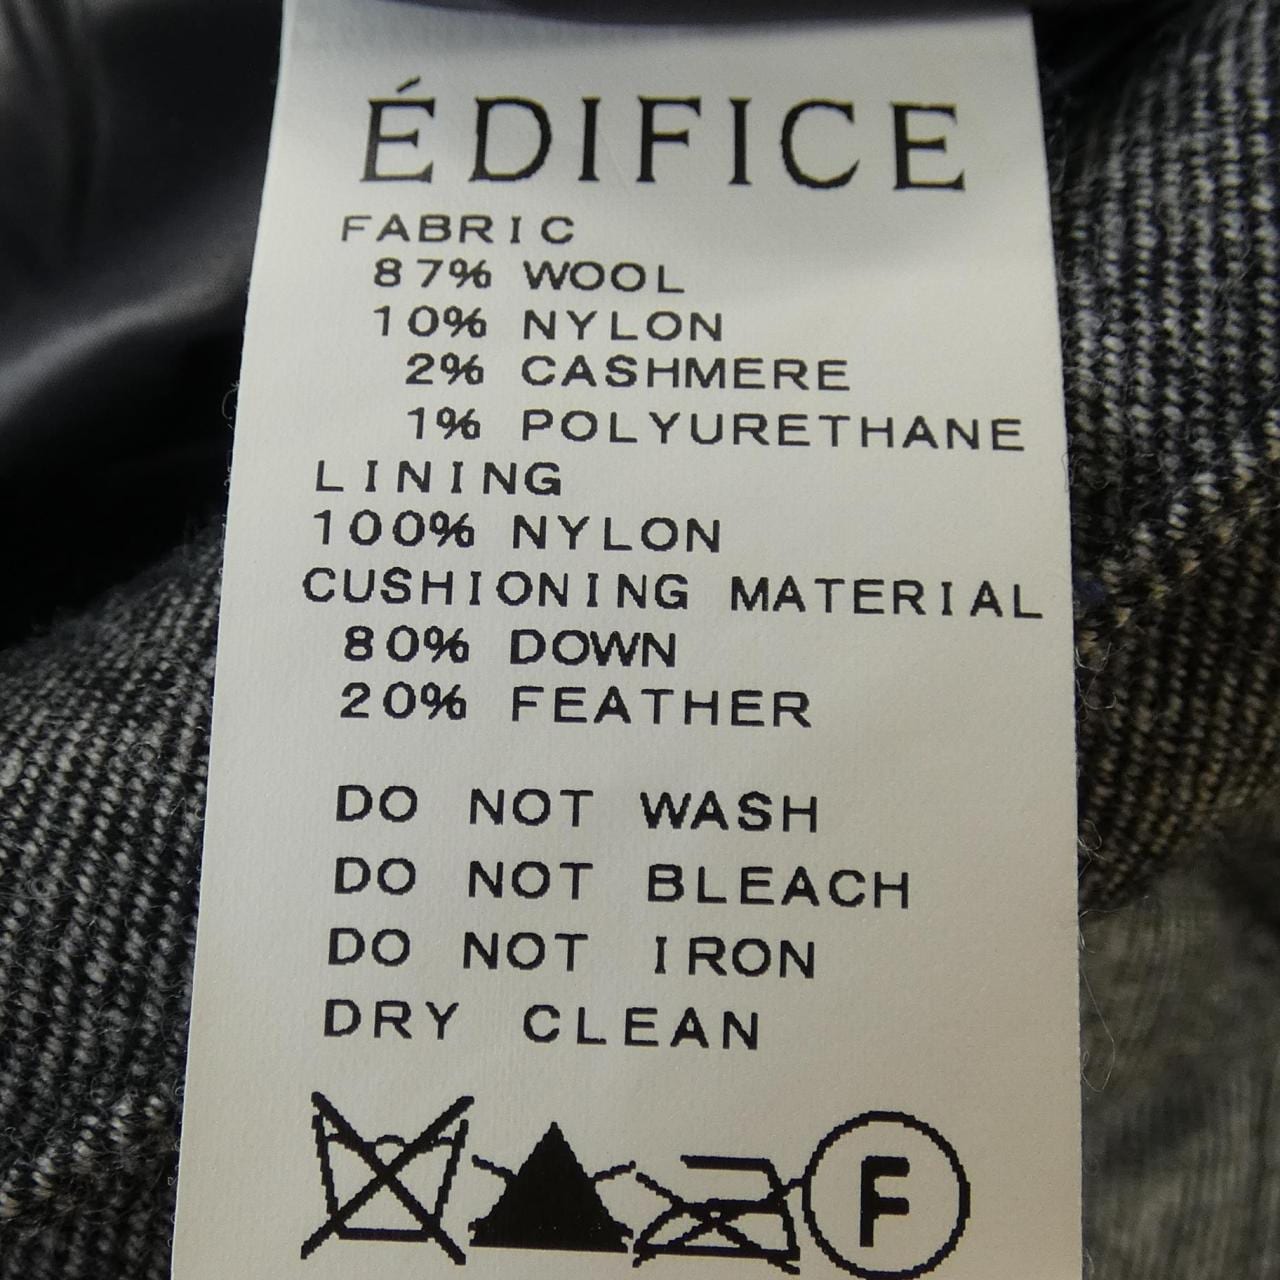 ÉDIFICE
FABRIC
87% WOOL
10% NYLON
2% CASHMERE
1% POLYURETHANE
LINING
100% NYLON
CUSHIONING MATERIAL
80% DOWN
20% FEATHER
DO NOT WASH
DO NOT BLEACH
DO NOT IRON
DRY CLEAN
F